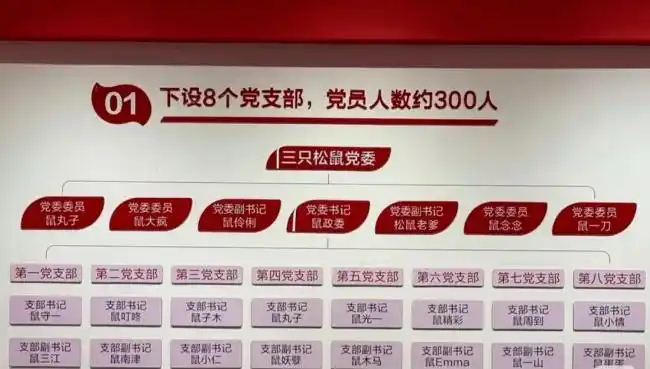 01 下设8个党支部，党员人数约300人
三只松鼠党委
党委委员 党委委员 党委副书记 党委书记 党委副书记 党委委员 党委委员
鼠丸子 鼠大疯 鼠伶俐 鼠政委 松鼠老爹 鼠念念 鼠一刀
第一党支部 第二党支部 第三党支部 第四党支部 第五党支部 第六党支部 第七党支部 第八党支部
支部书记 支部书记 支部书记 支部书记 支部书记 支部书记 支部书记 支部书记
鼠守一 鼠叮咚 鼠子木 鼠丸子 鼠光一 鼠精彩 鼠周到 鼠小情
支部副书记 支部副书记 支部副书记 支部副书记 支部副书记 支部副书记 支部副书记 支部副书记
鼠三江 鼠南津 鼠小仁 鼠妖孽 鼠木马 鼠Emma 鼠一山